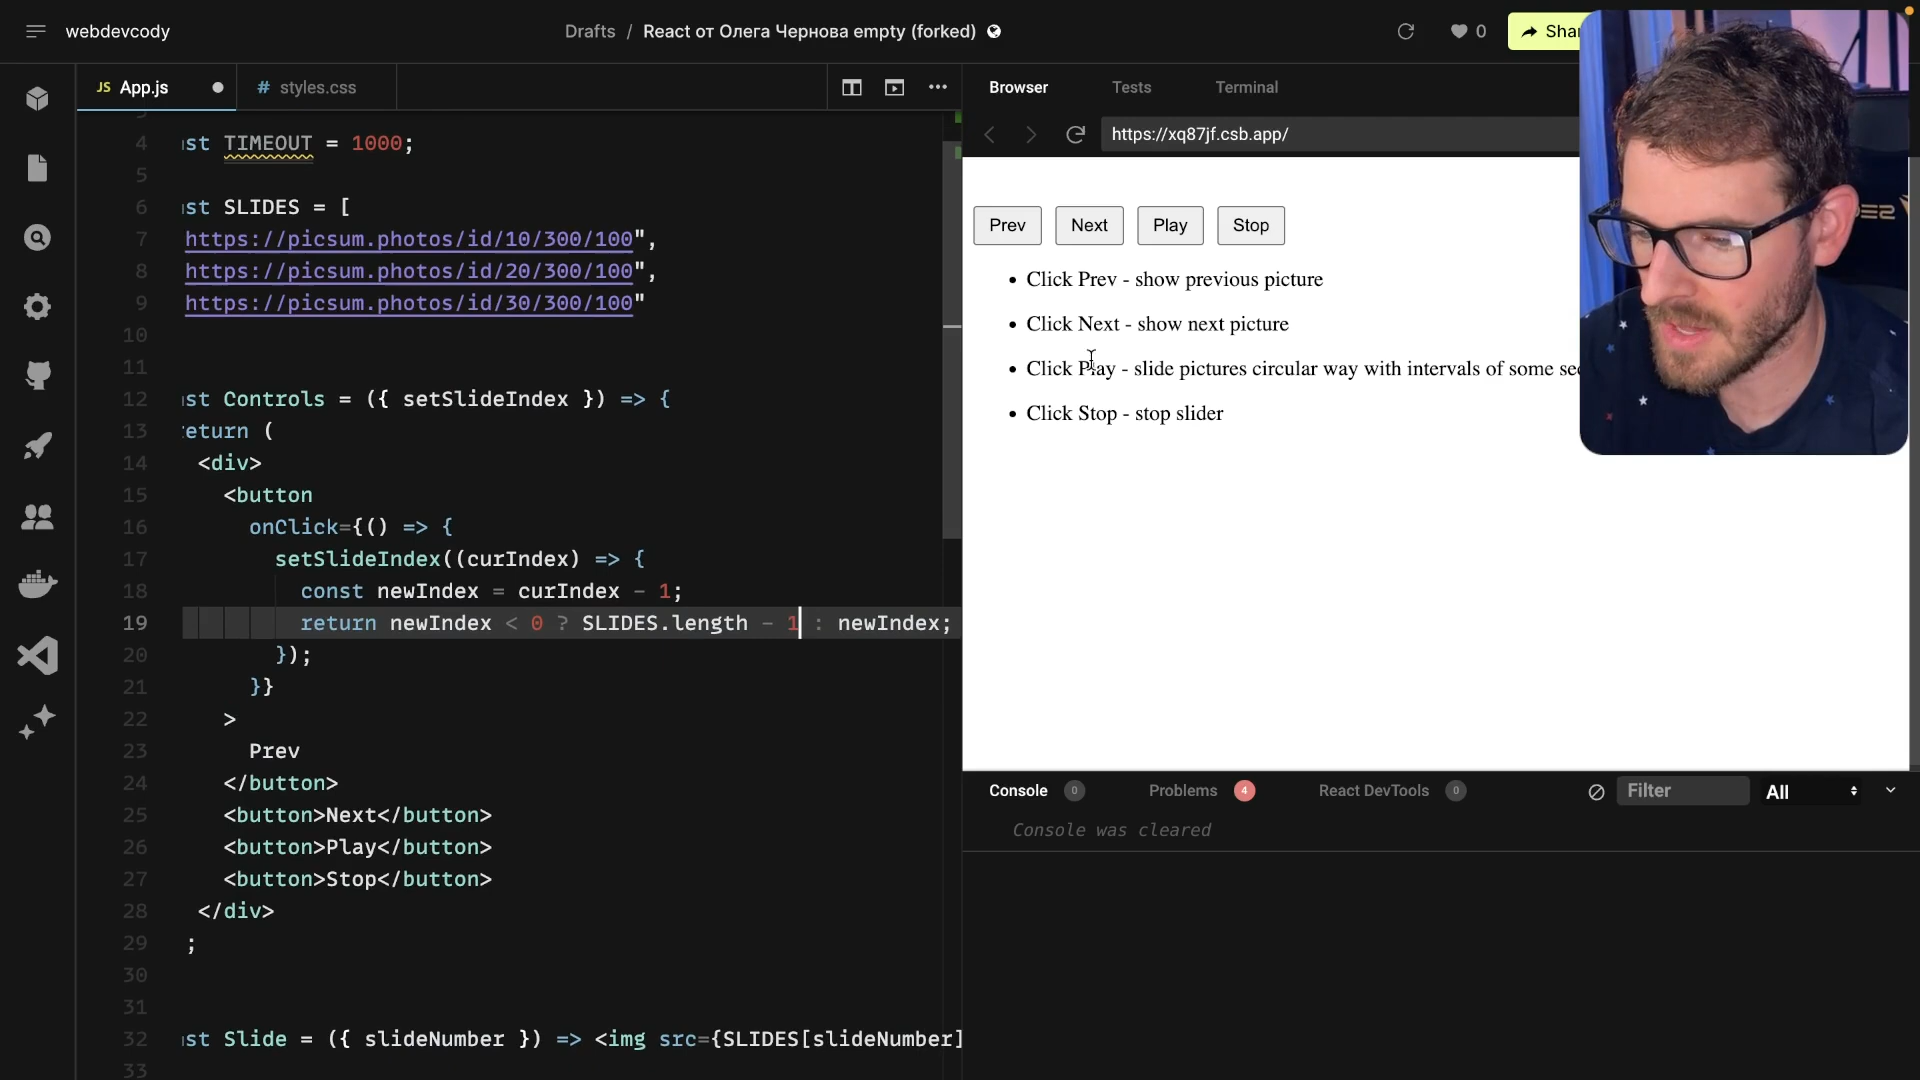 webdevcody
Drafts / React от Олега Чернова empty (forked)
0
Shar
JS App.js
# styles.css
Browser
Tests
Terminal
https://xq87jf.csb.app/
4 ıst TIMEOUT = 1000;
5
6 ıst SLIDES = [
7 https://picsum.photos/id/10/300/100",
8 https://picsum.photos/id/20/300/100",
9 https://picsum.photos/id/30/300/100"
10
11
12 ıst Controls = ({ setSlideIndex }) => {
13 eturn (
14 <div>
15 <button
16 onClick={() => {
17 setSlideIndex((curIndex) => {
18 const newIndex = curIndex - 1;
19 return newIndex < 0 ? SLIDES.length - 1 : newIndex;
20 });
21 }}
22 >
23 Prev
24 </button>
25 <button>Next</button>
26 <button>Play</button>
27 <button>Stop</button>
28 </div>
29 ;
30
31
32 ıst Slide = ({ slideNumber }) => <img src={SLIDES[slideNumber]
33
Prev
Next
Play
Stop
• Click Prev - show previous picture
• Click Next - show next picture
• Click Play - slide pictures circular way with intervals of some sec
• Click Stop - stop slider
Console 0
Problems 4
React DevTools 0
Filter
All
Console was cleared